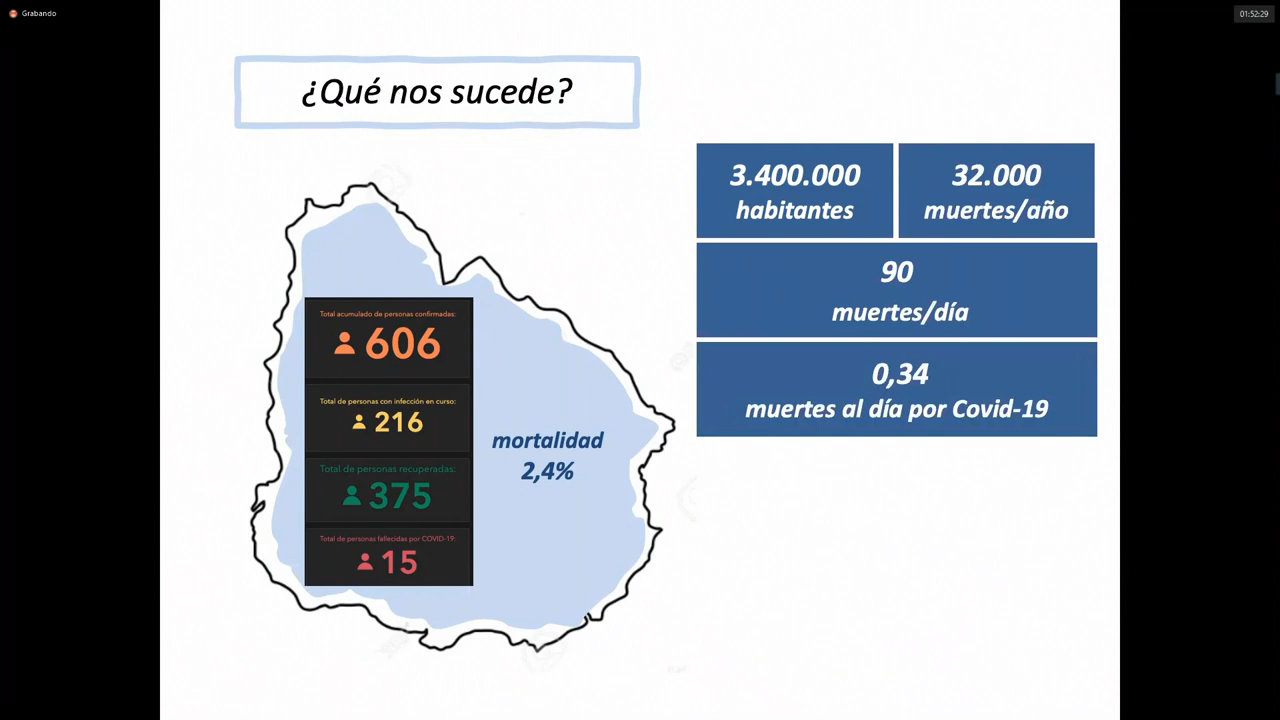 Grabando
01:52:29
¿Qué nos sucede?
3.400.000
habitantes
32.000
muertes/año
90
muertes/día
0,34
muertes al día por Covid-19
Total acumulado de personas confirmadas:
606
Total de personas con infección en curso:
216
Total de personas recuperadas:
375
Total de personas fallecidas por COVID-19:
15
mortalidad
2,4%